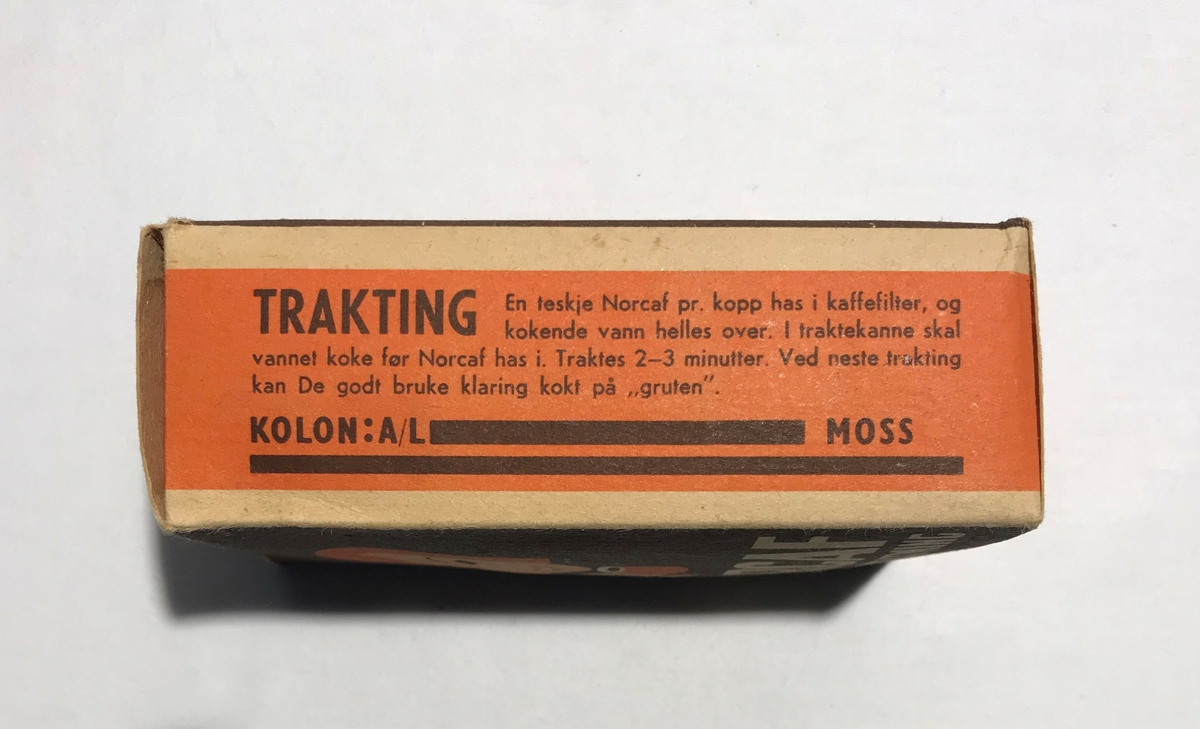 TRAKTING En teskje Norcaf pr. kopp has i kaffefilter, og
kokende vann helles over. I traktekanne skal
vannet koke før Norcaf has i. Traktes 2–3 minutter. Ved neste trakting
kan De godt bruke klaring kokt på „gruten”.
KOLON:A/L MOSS